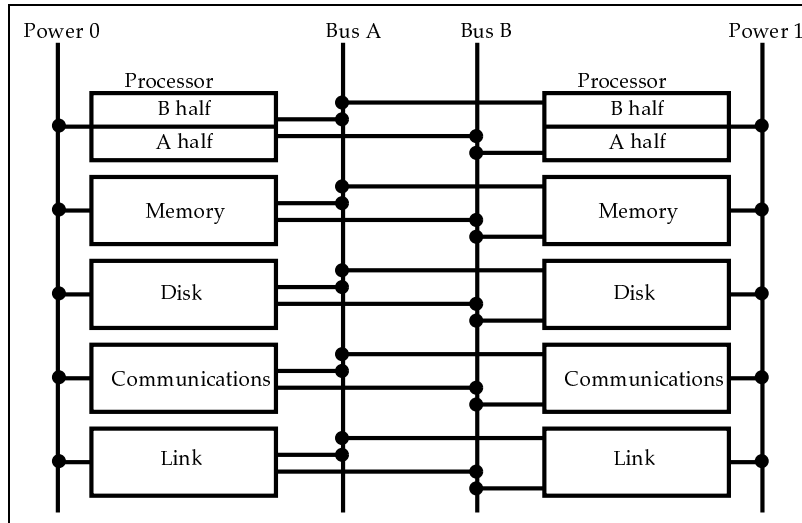 Power 0 Bus A Bus B Power 1
Processor Processor
B half B half
A half A half
Memory Memory
Disk Disk
Communications Communications
Link Link